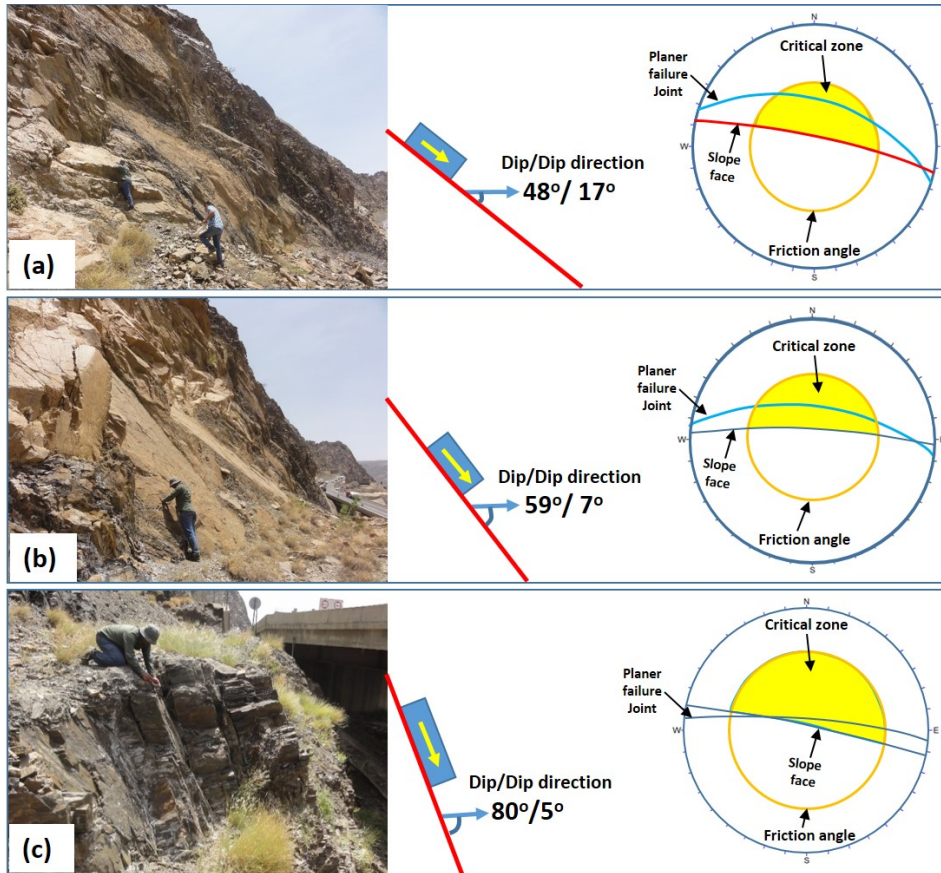 (a)
Dip/Dip direction
48º/ 17º
N
Critical zone
Planer
failure
Joint
W
Slope
face
Friction angle
S
(b)
Dip/Dip direction
59º/ 7º
N
Critical zone
Planer
failure
Joint
W
Slope
face
Friction angle
S
(c)
Dip/Dip direction
80º/5º
N
Critical zone
Planer
failure
Joint
W
E
Slope
face
Friction angle
S